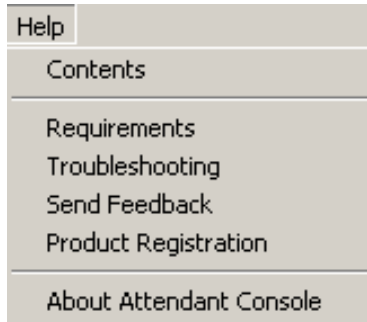 Help
Contents
Requirements
Troubleshooting
Send Feedback
Product Registration
About Attendant Console